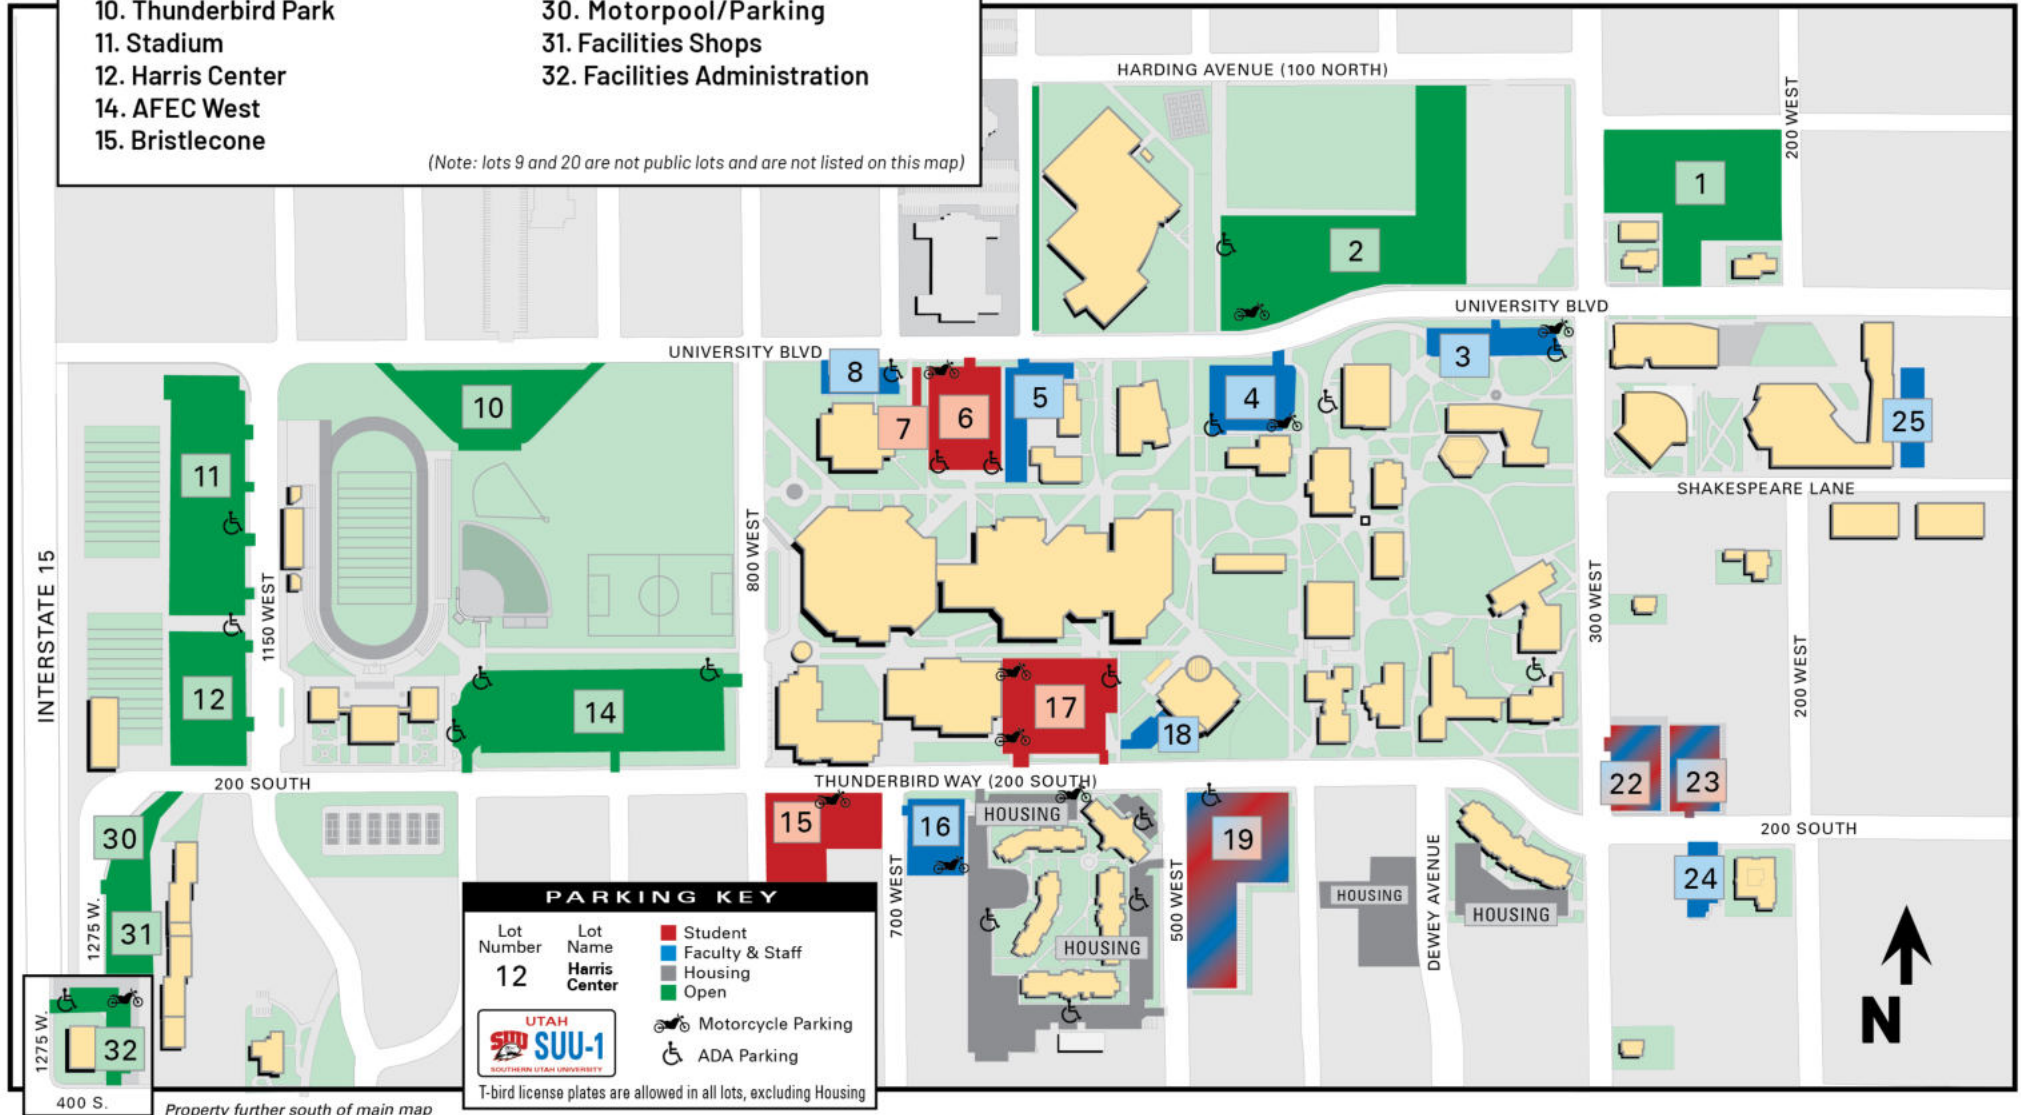 10. Thunderbird Park
11. Stadium
12. Harris Center
14. AFEC West
15. Bristlecone
30. Motorpool/Parking
31. Facilities Shops
32. Facilities Administration
(Note: lots 9 and 20 are not public lots and are not listed on this map)
HARDING AVENUE (100 NORTH)
200 WEST
1
2
UNIVERSITY BLVD
UNIVERSITY BLVD
3
8
10
7
6
5
4
25
11
SHAKESPEARE LANE
800 WEST
INTERSTATE 15
1150 WEST
300 WEST
200 WEST
12
14
17
18
22
23
200 SOUTH
THUNDERBIRD WAY (200 SOUTH)
HOUSING
15
16
19
200 SOUTH
30
24
700 WEST
500 WEST
DEWEY AVENUE
HOUSING
HOUSING
HOUSING
1275 W.
31
1275 W.
32
400 S.
Property further south of main map
PARKING KEY
Lot
Number
12
Lot
Name
Harris
Center
Student
Faculty & Staff
Housing
Open
Motorcycle Parking
ADA Parking
UTAH
SUU
SUU-1
SOUTHERN UTAH UNIVERSITY
T-bird license plates are allowed in all lots, excluding Housing
N